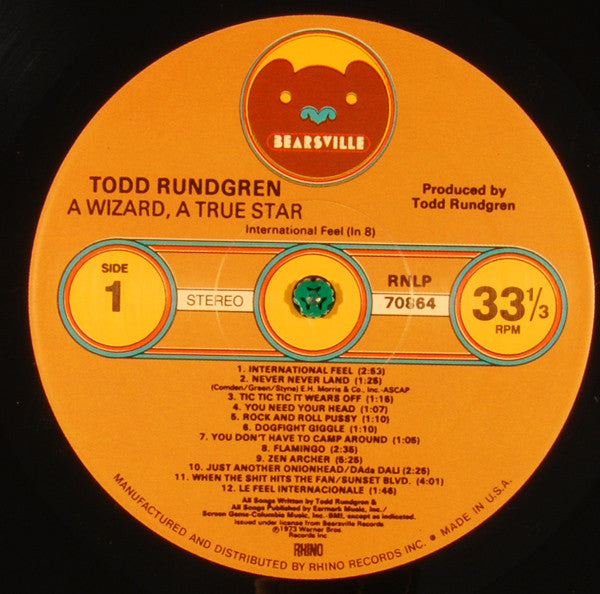 BEARSVILLE
TODD RUNDGREN
A WIZARD, A TRUE STAR
Produced by
Todd Rundgren
International Feel (In 8)
SIDE
1
STEREO
RNLP
70864
33 1/3
RPM
1. INTERNATIONAL FEEL (2:53)
2. NEVER NEVER LAND (1:25)
(Comden/Green/Styne) E.H. Morris & Co., Inc.-ASCAP
3. TIC TIC TIC IT WEARS OFF (1:15)
4. YOU NEED YOUR HEAD (1:07)
5. ROCK AND ROLL PUSSY (1:10)
6. DOGFIGHT GIGGLE (1:10)
7. YOU DON'T HAVE TO CAMP AROUND (1:05)
8. FLAMINGO (2:35)
9. ZEN ARCHER (5:25)
10. JUST ANOTHER ONIONHEAD/DAda DALI (2:25)
11. WHEN THE SHIT HITS THE FAN/SUNSET BLVD. (4:01)
12. LE FEEL INTERNACIONALE (1:46)
All Songs Written by Todd Rundgren &
All Songs Published by Earmark Music, Inc./
Screen Gems-Columbia Music, Inc.-BMI, except as indicated.
Issued under license from Bearsville Records
℗1973 Warner Bros.
Records Inc
RHINO
MANUFACTURED AND DISTRIBUTED BY RHINO RECORDS INC. • MADE IN U.S.A.